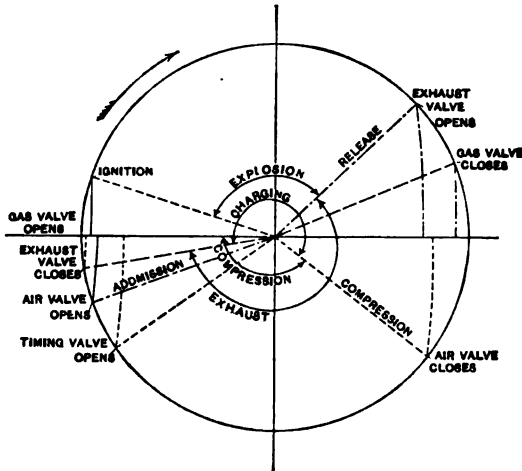 EXHAUST
VALVE
OPENS
RELEASE
GAS VALVE
CLOSES
IGNITION
EXPLOSION
CHARGING
GAS VALVE
OPENS
EXHAUST
VALVE
CLOSES
ADDMISSION
COMPRESSION
EXHAUST
AIR VALVE
OPENS
COMPRESSION
TIMING VALVE
OPENS
AIR VALVE
CLOSES